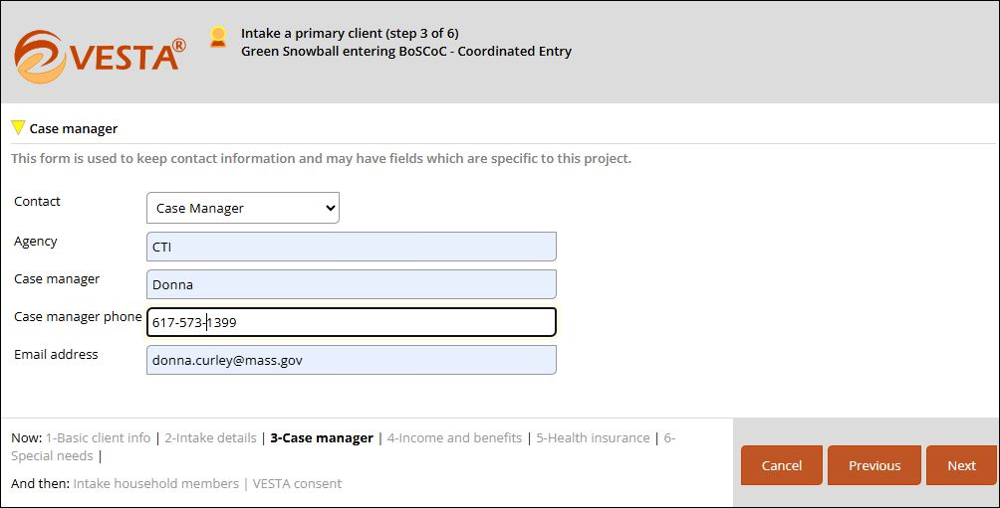 VESTA®
Intake a primary client (step 3 of 6)
Green Snowball entering BoSCoC - Coordinated Entry
Case manager
This form is used to keep contact information and may have fields which are specific to this project.
Contact Case Manager
Agency CTI
Case manager Donna
Case manager phone 617-573-1399
Email address donna.curley@mass.gov
Now: 1-Basic client info | 2-Intake details | 3-Case manager | 4-Income and benefits | 5-Health insurance | 6-
Special needs |
And then: Intake household members | VESTA consent
Cancel Previous Next